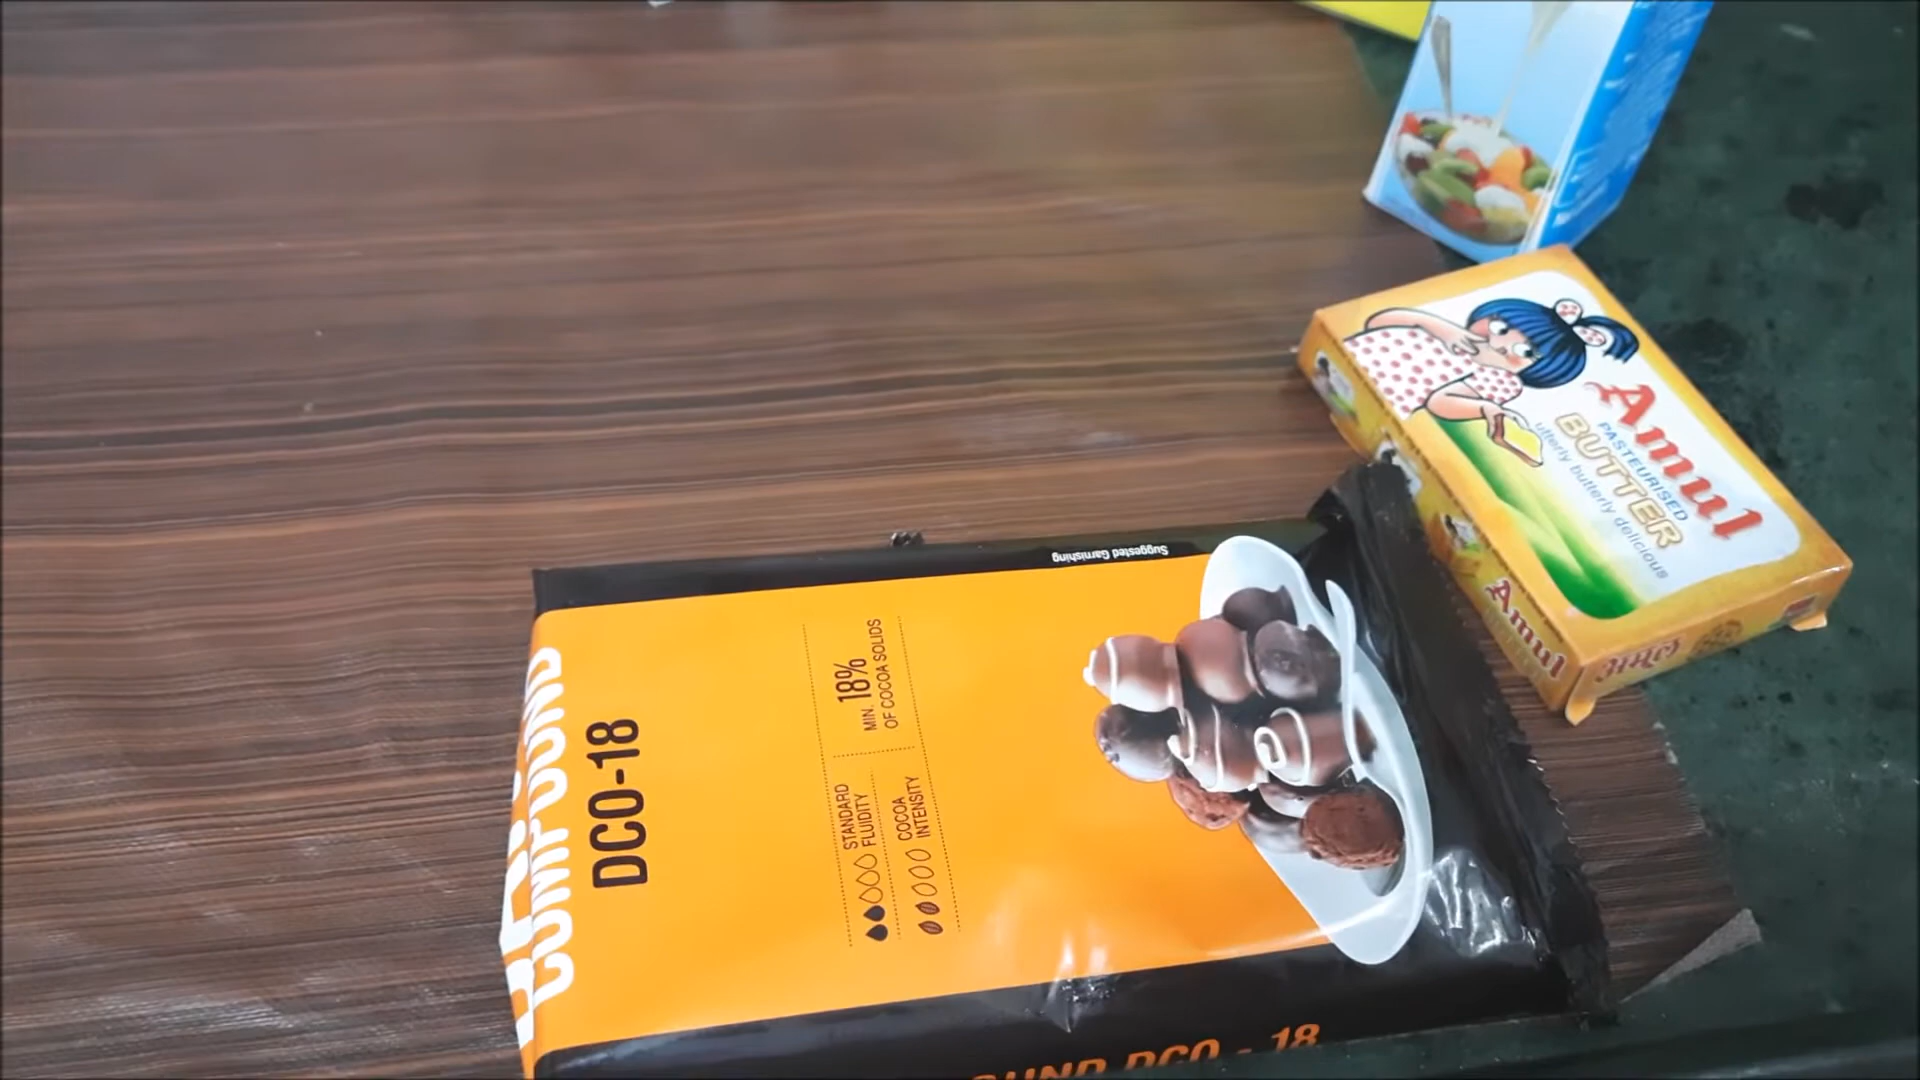 COMPOUND
DCO-18
STANDARD
FLUIDITY
MIN. 18%
OF COCOA SOLIDS
COCOA
INTENSITY
Suggested Garnishing
DCO - 18
Amul
PASTEURISED
BUTTER
utterly butterly delicious
Amul
अमूल